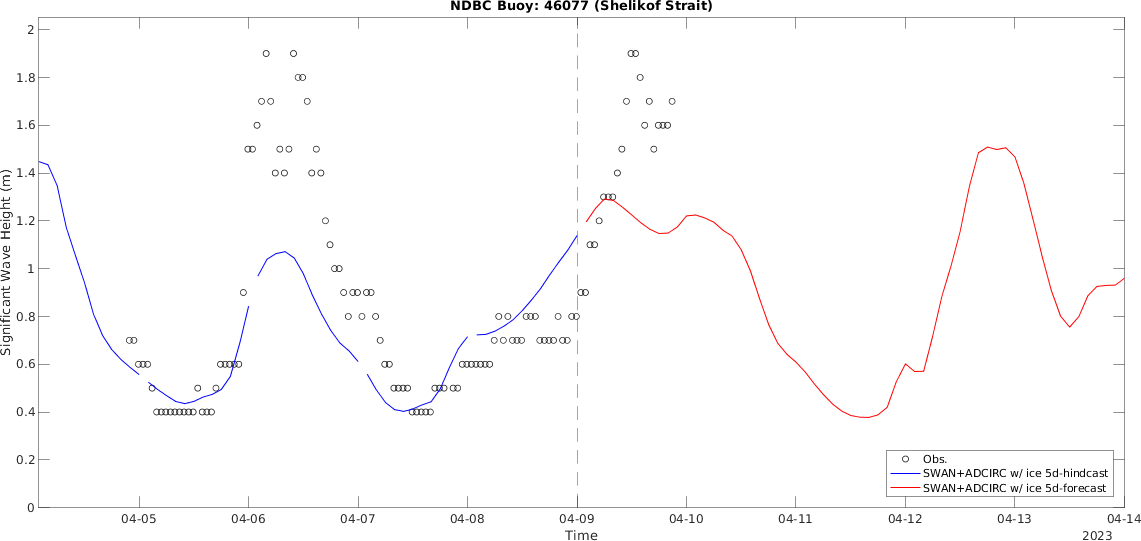 NDBC Buoy: 46077 (Shelikof Strait)
Significant Wave Height (m)
2
1.8
1.6
1.4
1.2
1
0.8
0.6
0.4
0.2
0
04-05 04-06 04-07 04-08 04-09 04-10 04-11 04-12 04-13 04-14
Time
2023
Obs.
SWAN+ADCIRC w/ ice 5d-hindcast
SWAN+ADCIRC w/ ice 5d-forecast